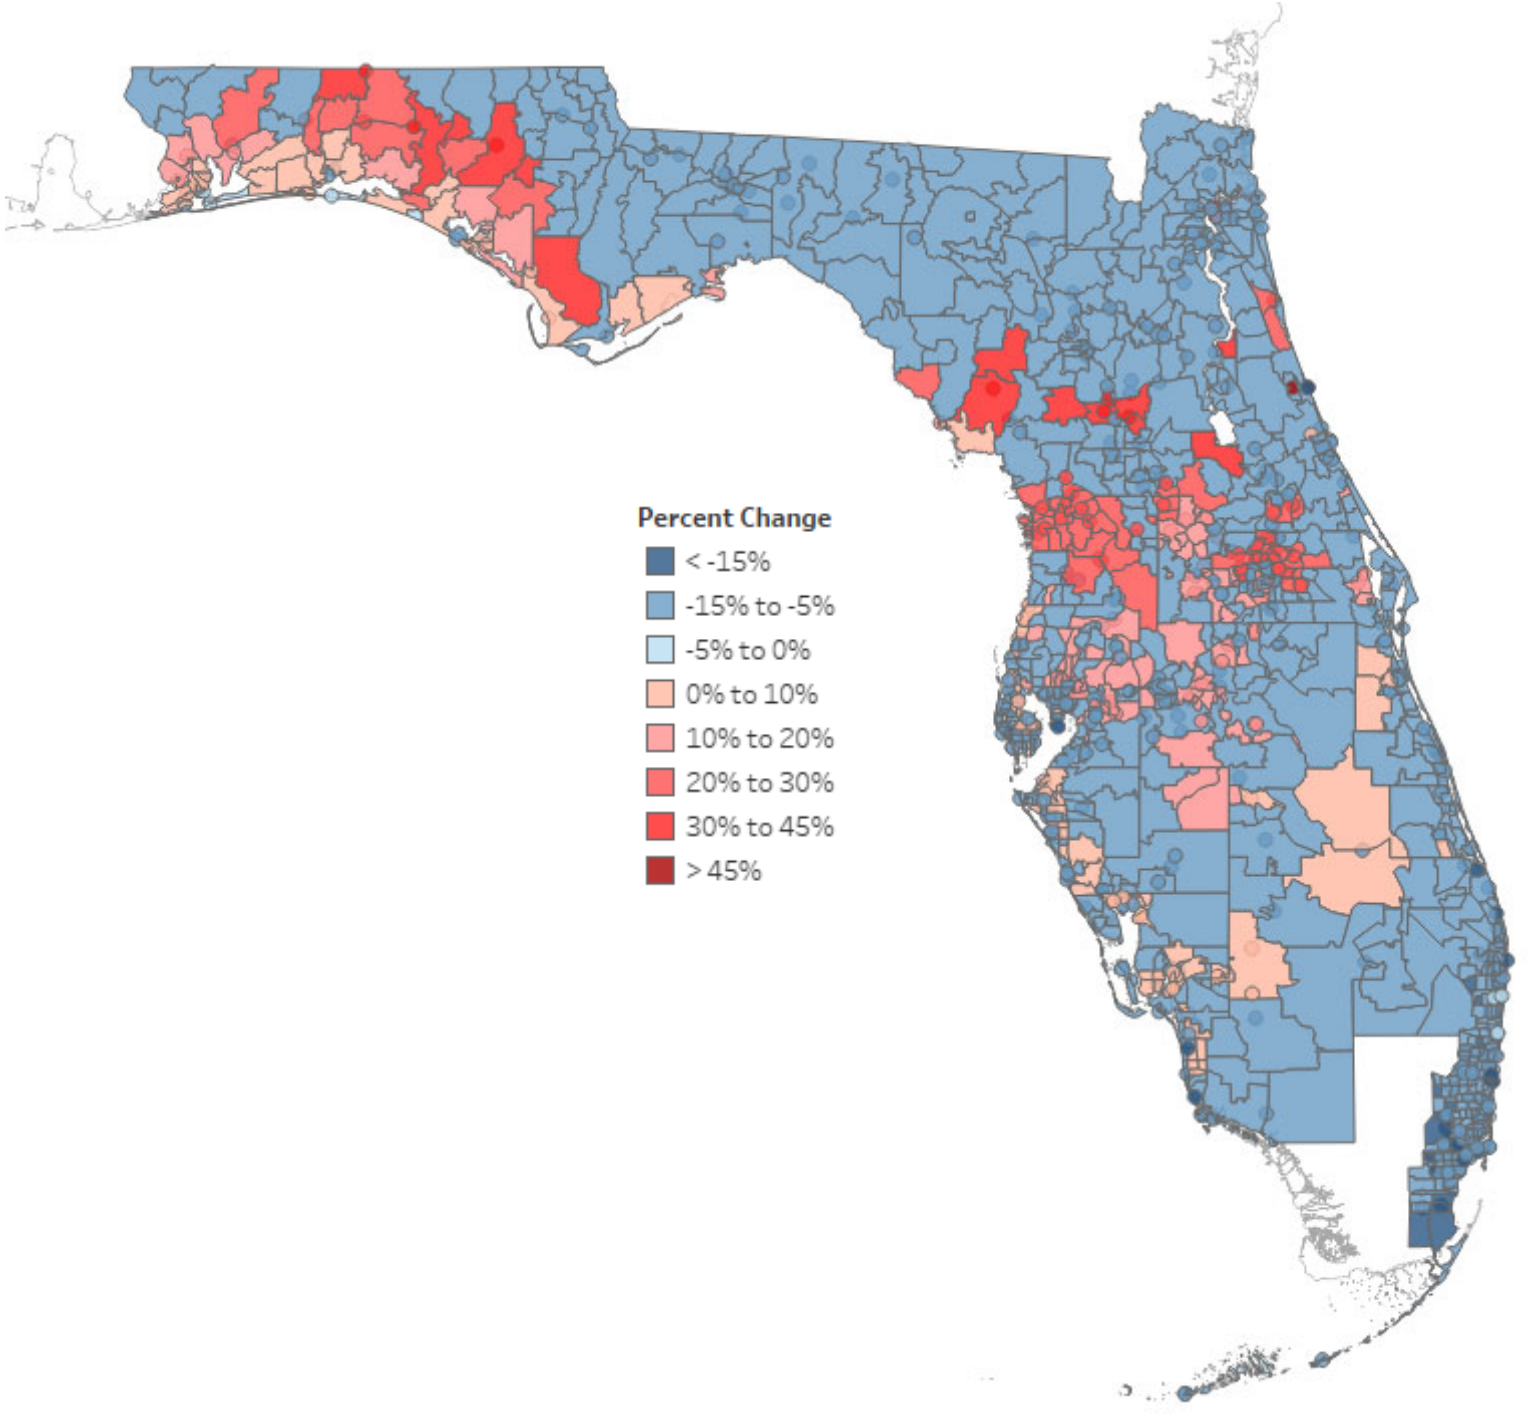 Percent Change
< -15%
-15% to -5%
-5% to 0%
0% to 10%
10% to 20%
20% to 30%
30% to 45%
> 45%